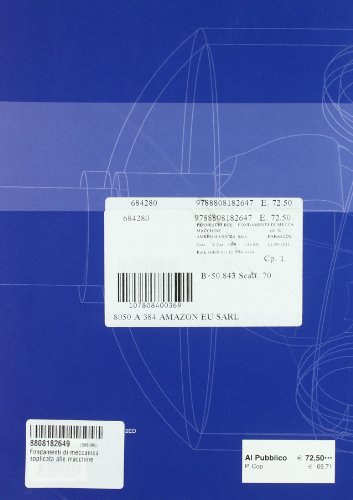 684280 9788808182647 E. 72.50
684280 9788808182647 E. 72.50
FONDAMENTI DI MECCA
Cp. 1
B-50.843 Scaff. 70
107808400369
8050 A 384 AMAZON EU SARL
8808182649
Fondamenti di meccanica
applicata alle macchine
2ED
Al Pubblico € 72,50
P. Cop. € 69,71